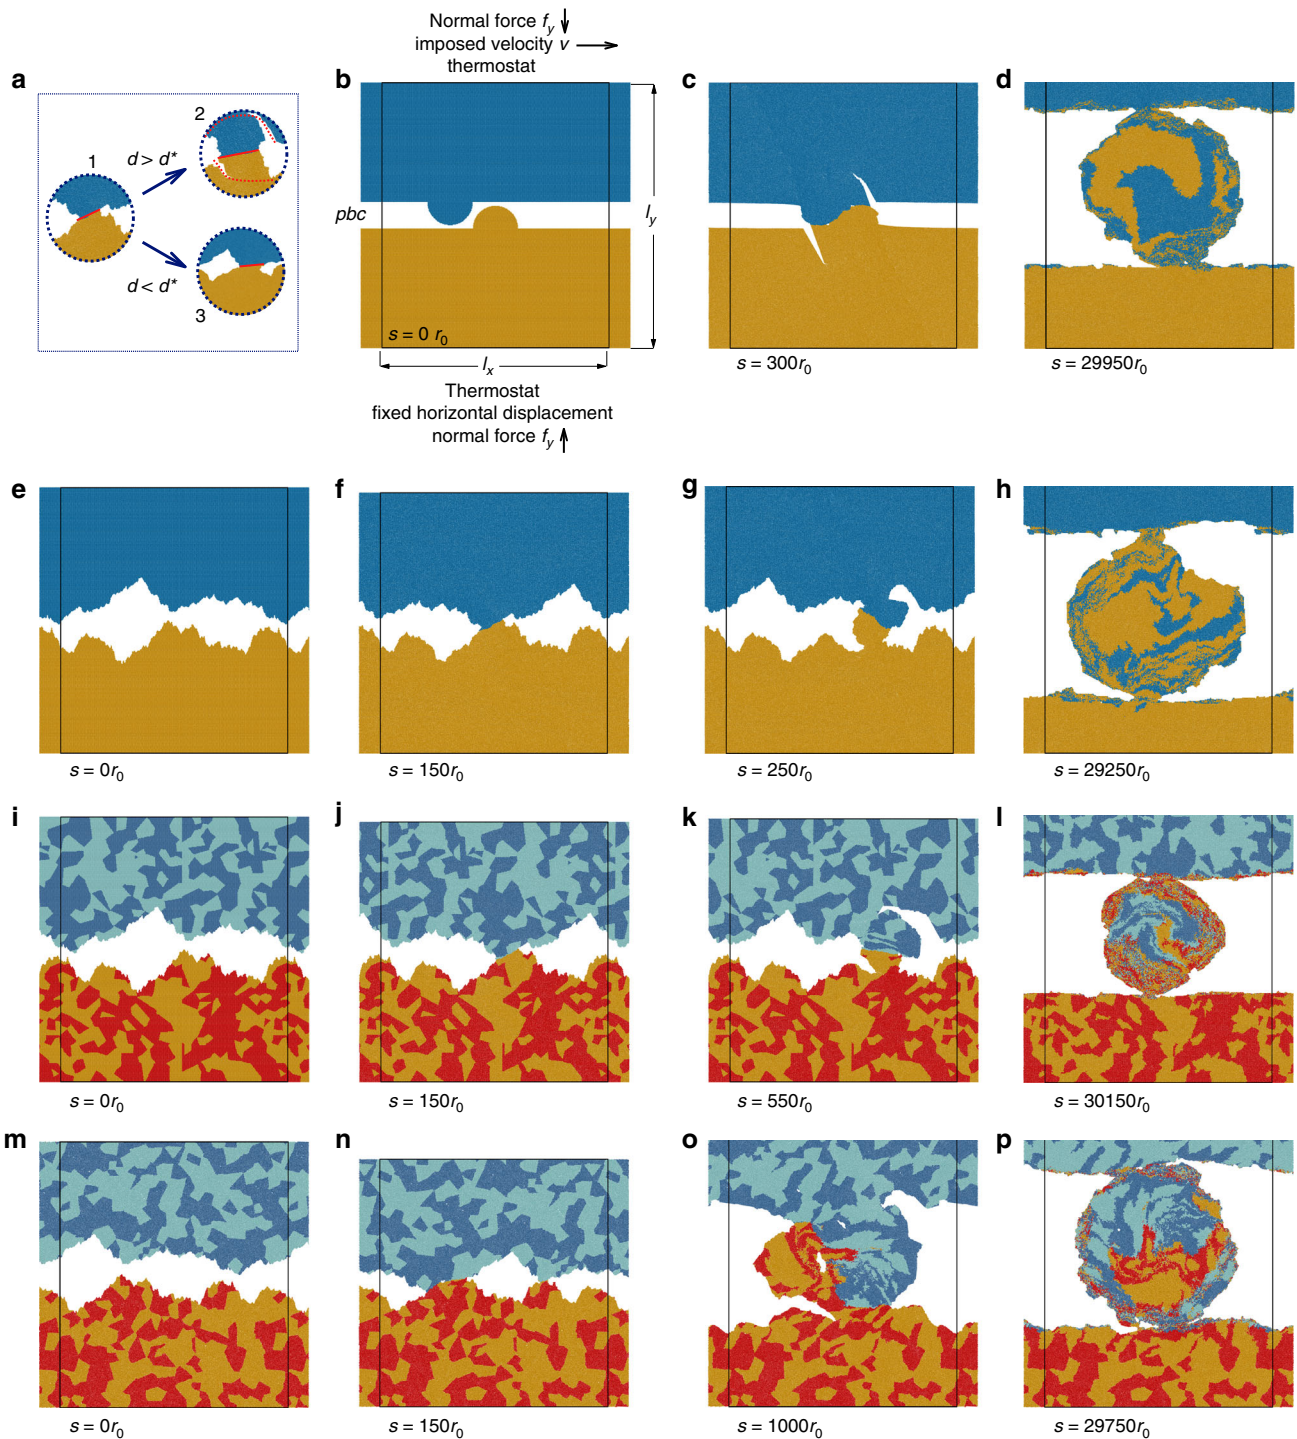 Normal force f_y ↓
imposed velocity v →
thermostat
a
b
c
d
1
2
d > d*
d < d*
3
pbc
l_y
s = 0 r_0
l_x
s = 300r_0
s = 29950r_0
Thermostat
fixed horizontal displacement
normal force f_y ↑
e
f
g
h
s = 0r_0
s = 150r_0
s = 250r_0
s = 29250r_0
i
j
k
l
s = 0r_0
s = 150r_0
s = 550r_0
s = 30150r_0
m
n
o
p
s = 0r_0
s = 150r_0
s = 1000r_0
s = 29750r_0